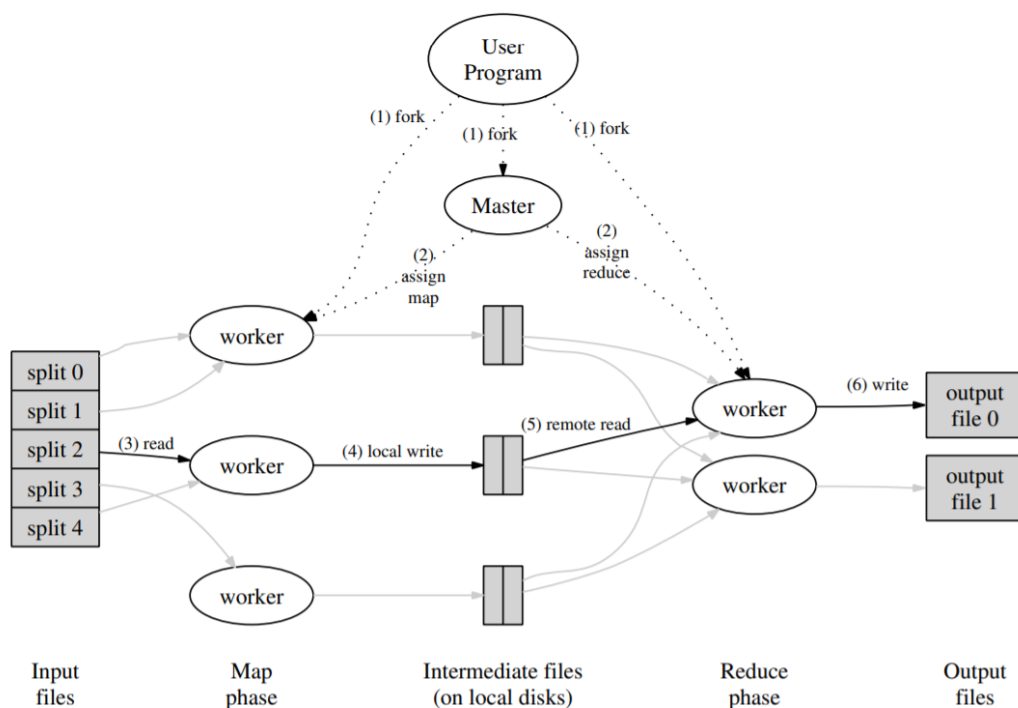 User
Program
(1) fork
(1) fork
(1) fork
Master
(2)
assign
map
(2)
assign
reduce
worker
split 0
split 1
split 2
split 3
split 4
(3) read
worker
(4) local write
(5) remote read
worker
(6) write
output
file 0
worker
output
file 1
worker
Input
files
Map
phase
Intermediate files
(on local disks)
Reduce
phase
Output
files